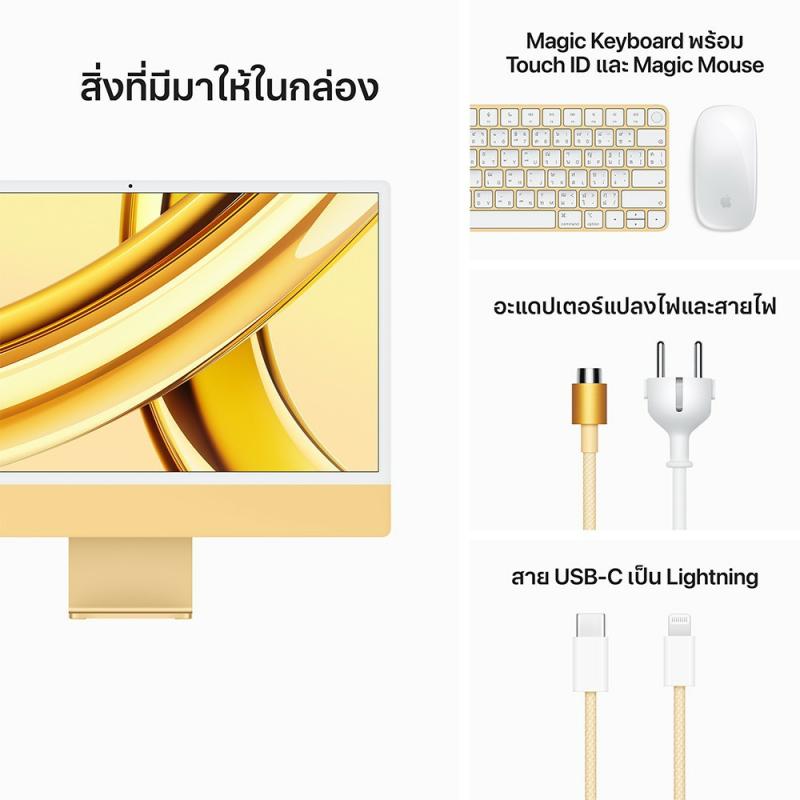 สิ่งที่มีมาให้ในกล่อง
Magic Keyboard พร้อม
Touch ID และ Magic Mouse
command
option
อะแดปเตอร์แปลงไฟและสายไฟ
สาย USB-C เป็น Lightning